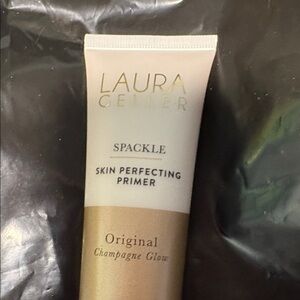 LAURA
GELLER
SPACKLE
SKIN PERFECTING
PRIMER
Original
Champagne Glow